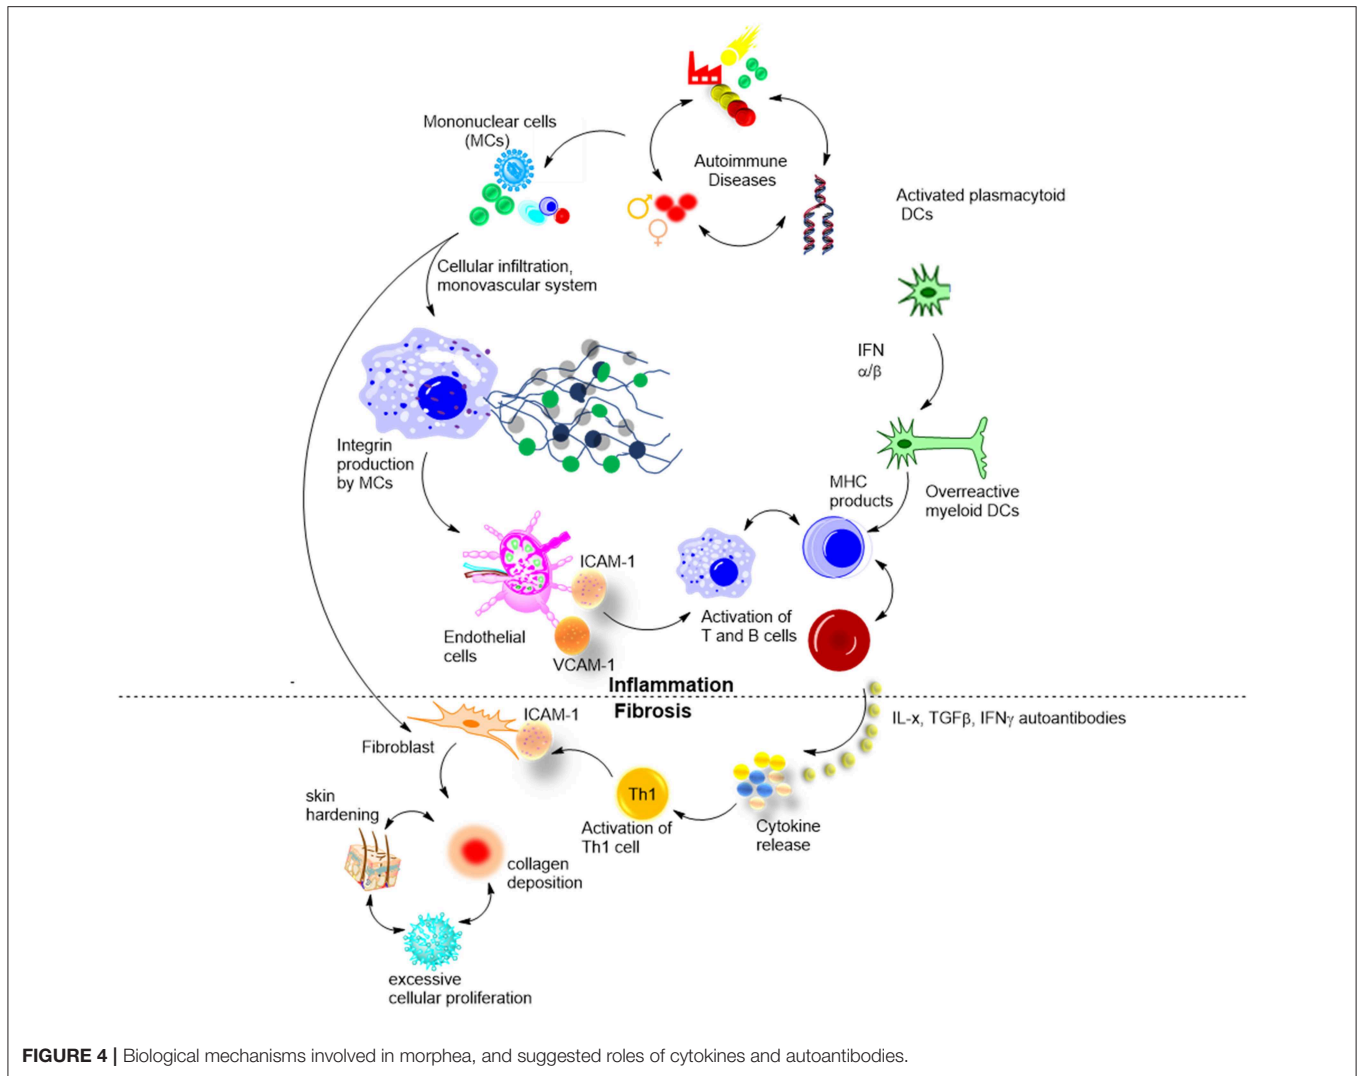 Mononuclear cells
(MCs)
Autoimmune
Diseases
Activated plasmacytoid
DCs
Cellular infiltration,
monovascular system
IFN
α/β
Integrin
production
by MCs
MHC
products
Overreactive
myeloid DCs
ICAM-1
Endothelial
cells
VCAM-1
Activation of
T and B cells
Inflammation
Fibrosis
ICAM-1
IL-x, TGFβ, IFNγ autoantibodies
Fibroblast
skin
hardening
Th1
Activation of
Th1 cell
Cytokine
release
collagen
deposition
excessive
cellular proliferation
FIGURE 4 | Biological mechanisms involved in morphea, and suggested roles of cytokines and autoantibodies.